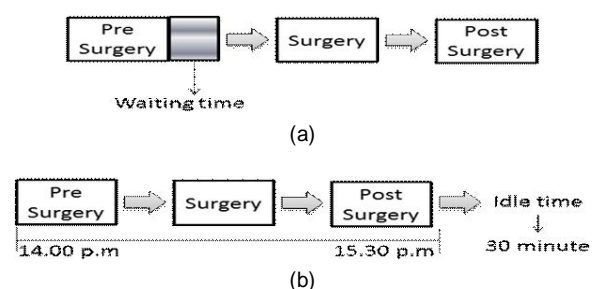 Pre
Surgery
Surgery
Post
Surgery
Waiting time
(a)
Pre
Surgery
Surgery
Post
Surgery
Idle time
14.00 p.m
15.30 p.m
30 minute
(b)